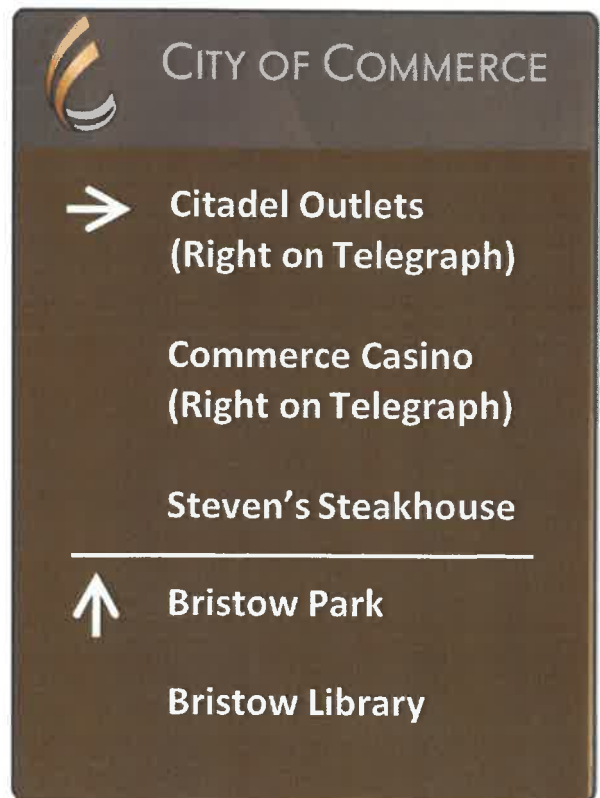 CITY OF COMMERCE
Citadel Outlets
(Right on Telegraph)
Commerce Casino
(Right on Telegraph)
Steven's Steakhouse
Bristow Park
Bristow Library